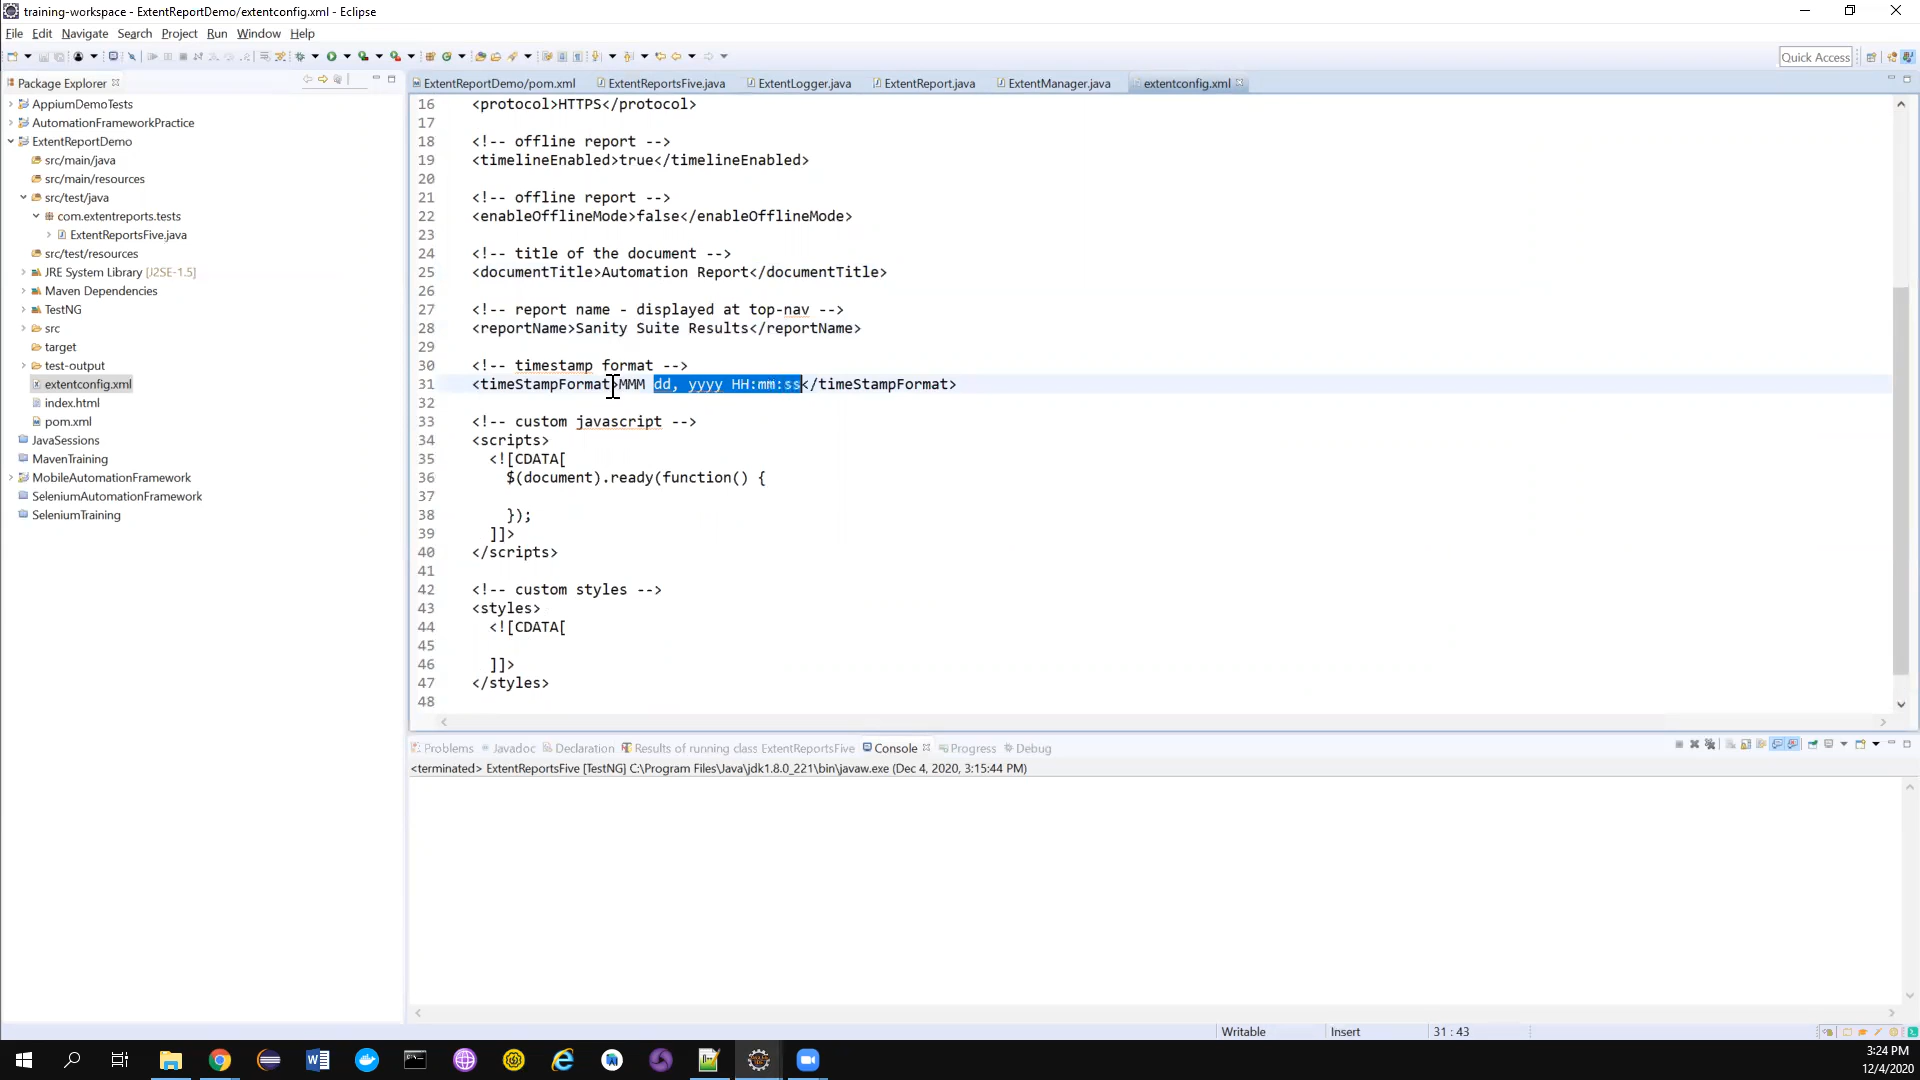 training-workspace - ExtentReportDemo/extentconfig.xml - Eclipse
File Edit Navigate Search Project Run Window Help
Quick Access
Package Explorer
ExtentReportDemo/pom.xml ExtentReportsFive.java ExtentLogger.java ExtentReport.java ExtentManager.java extentconfig.xml
AppiumDemoTests
AutomationFrameworkPractice
ExtentReportDemo
src/main/java
src/main/resources
src/test/java
com.extentreports.tests
ExtentReportsFive.java
src/test/resources
JRE System Library [J2SE-1.5]
Maven Dependencies
TestNG
src
target
test-output
extentconfig.xml
index.html
pom.xml
JavaSessions
MavenTraining
MobileAutomationFramework
SeleniumAutomationFramework
SeleniumTraining
16 <protocol>HTTPS</protocol>
17
18 <!-- offline report -->
19 <timelineEnabled>true</timelineEnabled>
20
21 <!-- offline report -->
22 <enableOfflineMode>false</enableOfflineMode>
23
24 <!-- title of the document -->
25 <documentTitle>Automation Report</documentTitle>
26
27 <!-- report name - displayed at top-nav -->
28 <reportName>Sanity Suite Results</reportName>
29
30 <!-- timestamp format -->
31 <timeStampFormat>MMM dd, yyyy HH:mm:ss</timeStampFormat>
32
33 <!-- custom javascript -->
34 <scripts>
35 <![CDATA[
36 $(document).ready(function() {
37
38 });
39 ]]>
40 </scripts>
41
42 <!-- custom styles -->
43 <styles>
44 <![CDATA[
45
46 ]]>
47 </styles>
48
Problems Javadoc Declaration Results of running class ExtentReportsFive Console Progress Debug
<terminated> ExtentReportsFive [TestNG] C:\Program Files\Java\jdk1.8.0_221\bin\javaw.exe (Dec 4, 2020, 3:15:44 PM)
Writable Insert 31 : 43
3:24 PM
12/4/2020